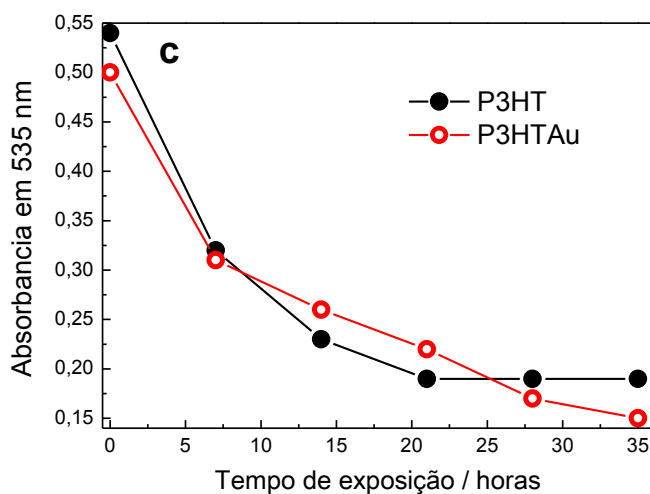 c
P3HT
P3HTAu
Absorbancia em 535 nm
0,55
0,50
0,45
0,40
0,35
0,30
0,25
0,20
0,15
0 5 10 15 20 25 30 35
Tempo de exposição / horas